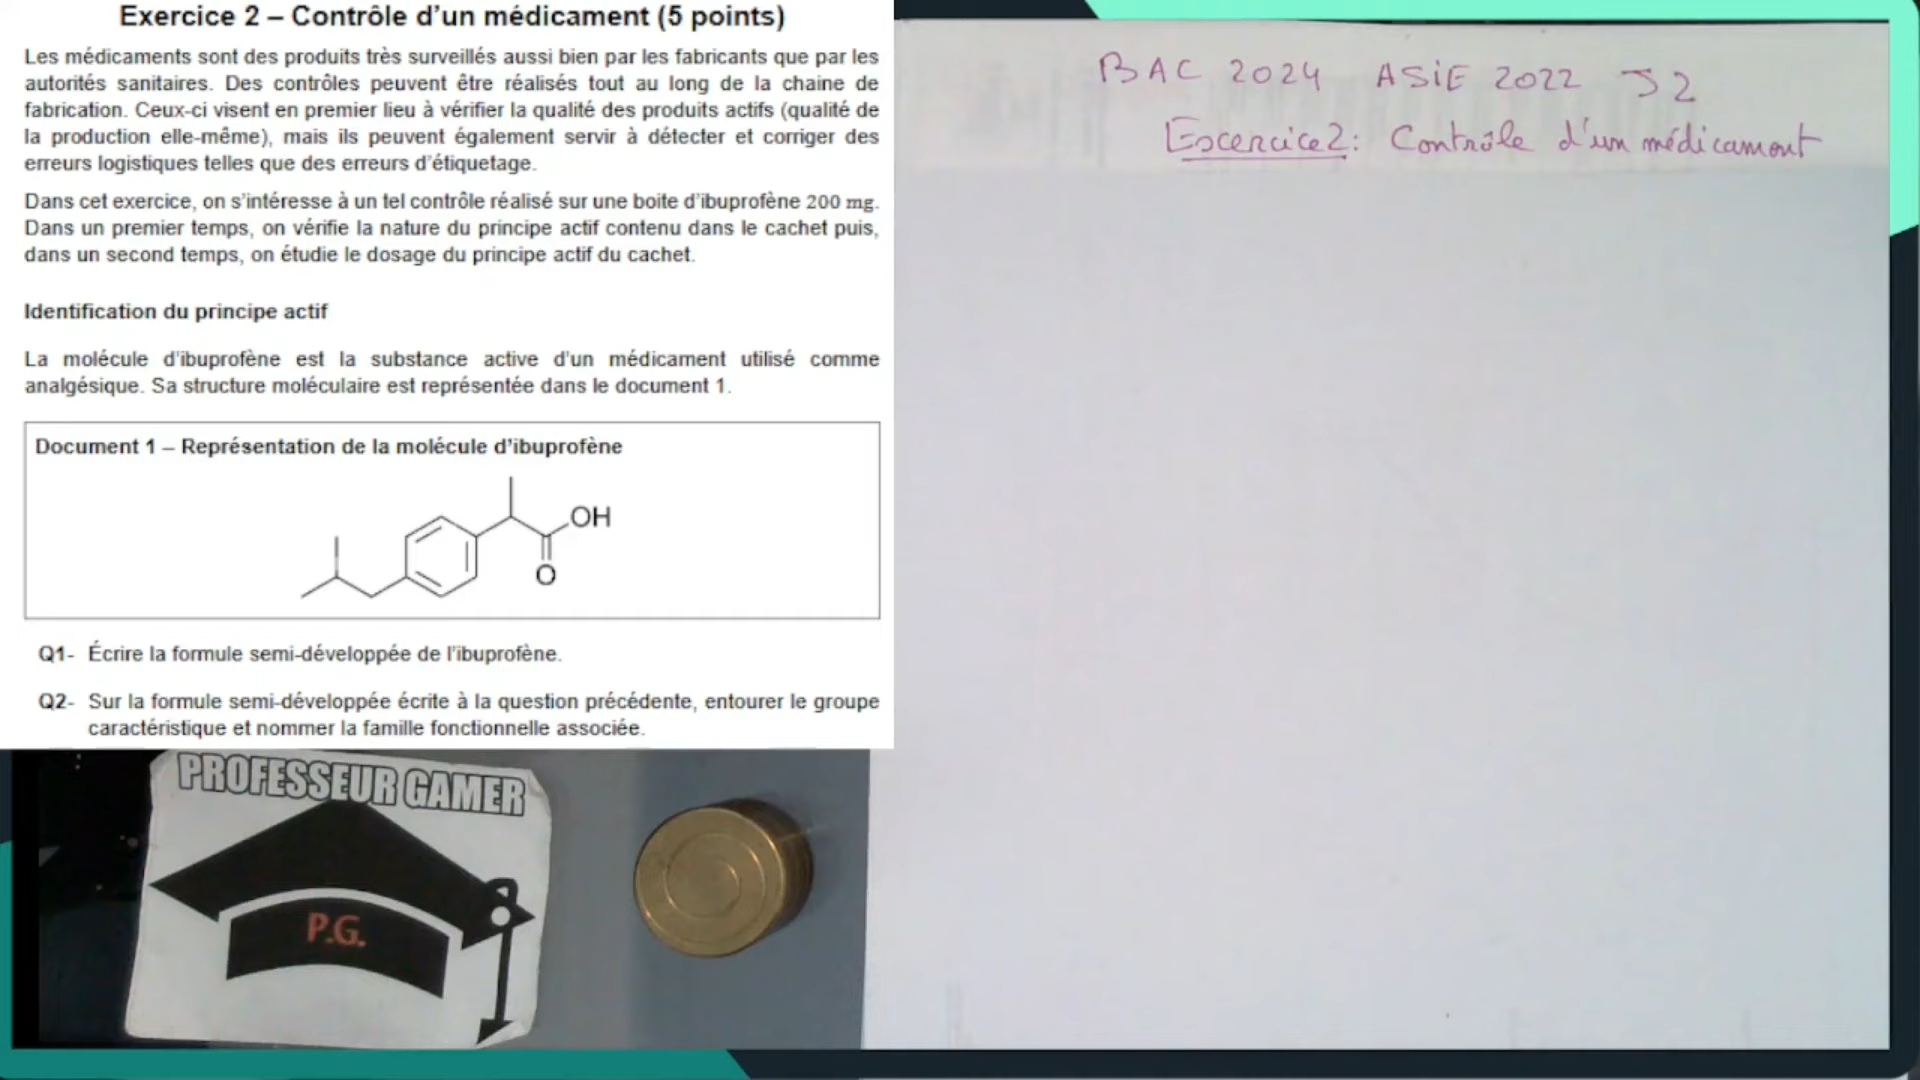 Exercice 2 – Contrôle d'un médicament (5 points)
Les médicaments sont des produits très surveillés aussi bien par les fabricants que par les
autorités sanitaires. Des contrôles peuvent être réalisés tout au long de la chaine de
fabrication. Ceux-ci visent en premier lieu à vérifier la qualité des produits actifs (qualité de
la production elle-même), mais ils peuvent également servir à détecter et corriger des
erreurs logistiques telles que des erreurs d'étiquetage.
Dans cet exercice, on s'intéresse à un tel contrôle réalisé sur une boite d'ibuprofène 200 mg.
Dans un premier temps, on vérifie la nature du principe actif contenu dans le cachet puis,
dans un second temps, on étudie le dosage du principe actif du cachet.
Identification du principe actif
La molécule d'ibuprofène est la substance active d'un médicament utilisé comme
analgésique. Sa structure moléculaire est représentée dans le document 1.
Document 1 – Représentation de la molécule d'ibuprofène
OH
O
Q1- Écrire la formule semi-développée de l'ibuprofène.
Q2- Sur la formule semi-développée écrite à la question précédente, entourer le groupe
caractéristique et nommer la famille fonctionnelle associée.
PROFESSEUR GAMER
P.G.
BAC 2024 ASIE 2022 J2
Excercice2: Contrôle d'un médicament